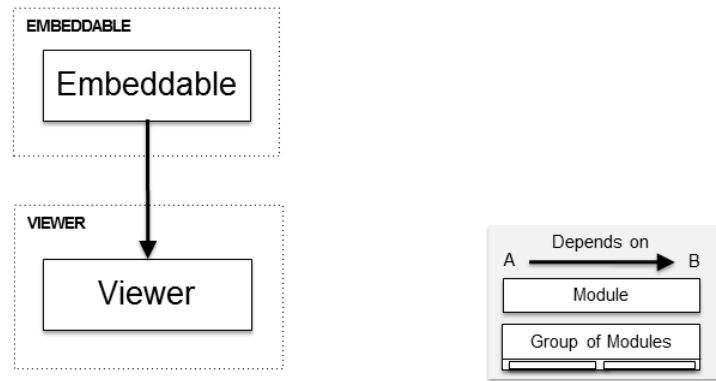 EMBEDDABLE
Embeddable
VIEWER
Viewer
Depends on
A B
Module
Group of Modules